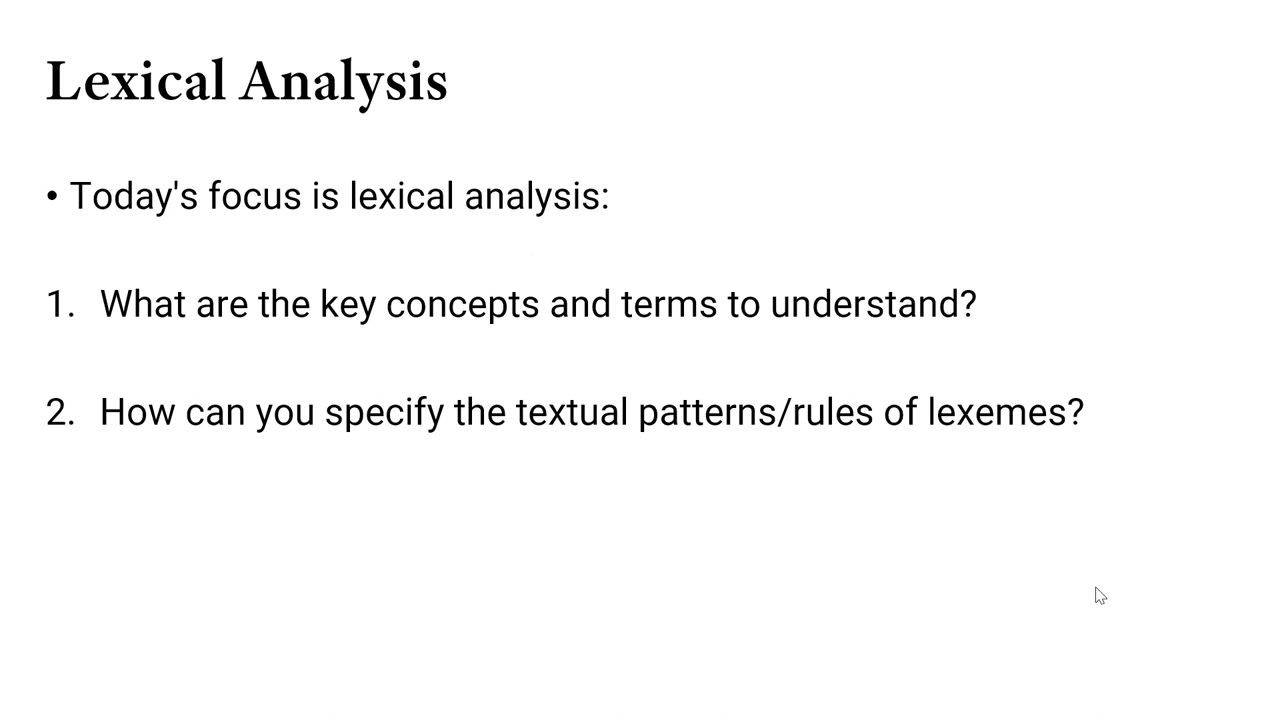 Lexical Analysis
• Today's focus is lexical analysis:
1. What are the key concepts and terms to understand?
2. How can you specify the textual patterns/rules of lexemes?